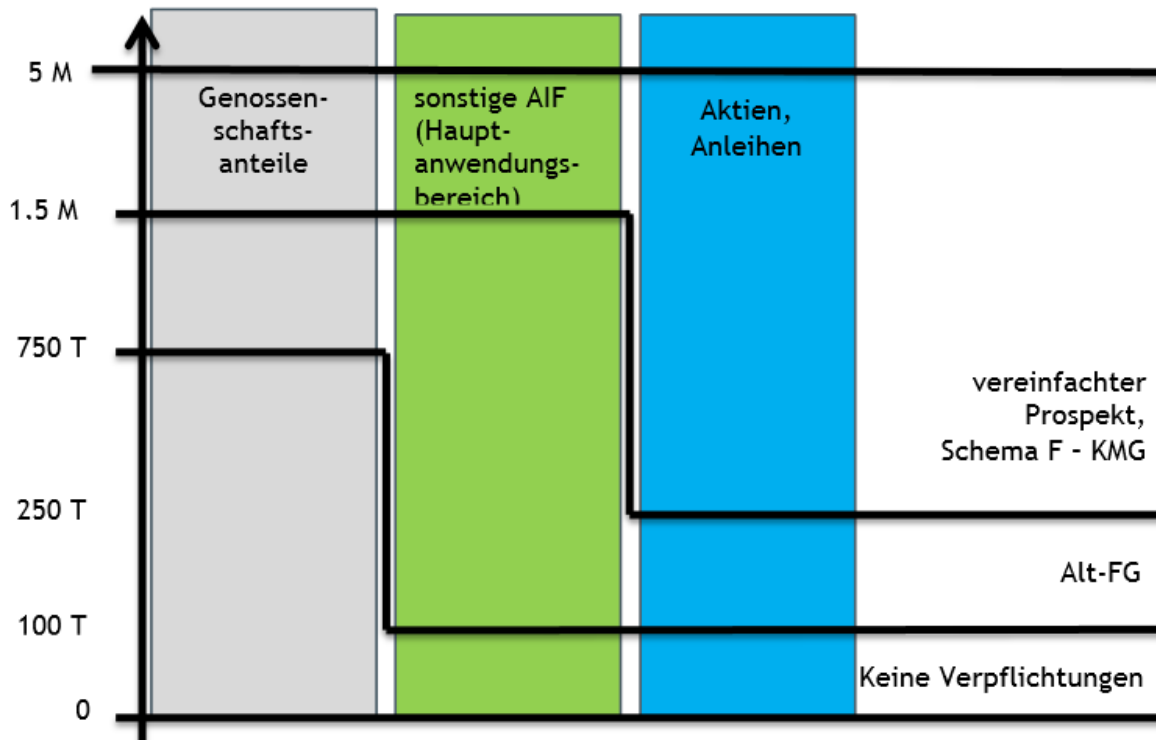 5 M
1.5 M
750 T
250 T
100 T
0
Genossen-
schafts-
anteile
sonstige AIF
(Haupt-
anwendungs-
bereich)
Aktien,
Anleihen
vereinfachter
Prospekt,
Schema F – KMG
Alt-FG
Keine Verpflichtungen